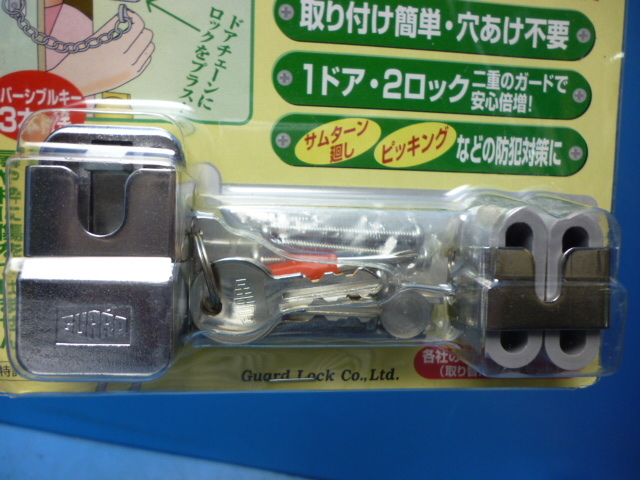 取り付け簡単・穴あけ不要
ドアチェーンに
ロックをプラス
1ドア・2ロック 二重のガードで
安心倍増!
バーシブルキー
3本
サムターン
廻し
ピッキング
などの防犯対策に
GUARD
各社の
(取り
Guard Lock Co.,Ltd.